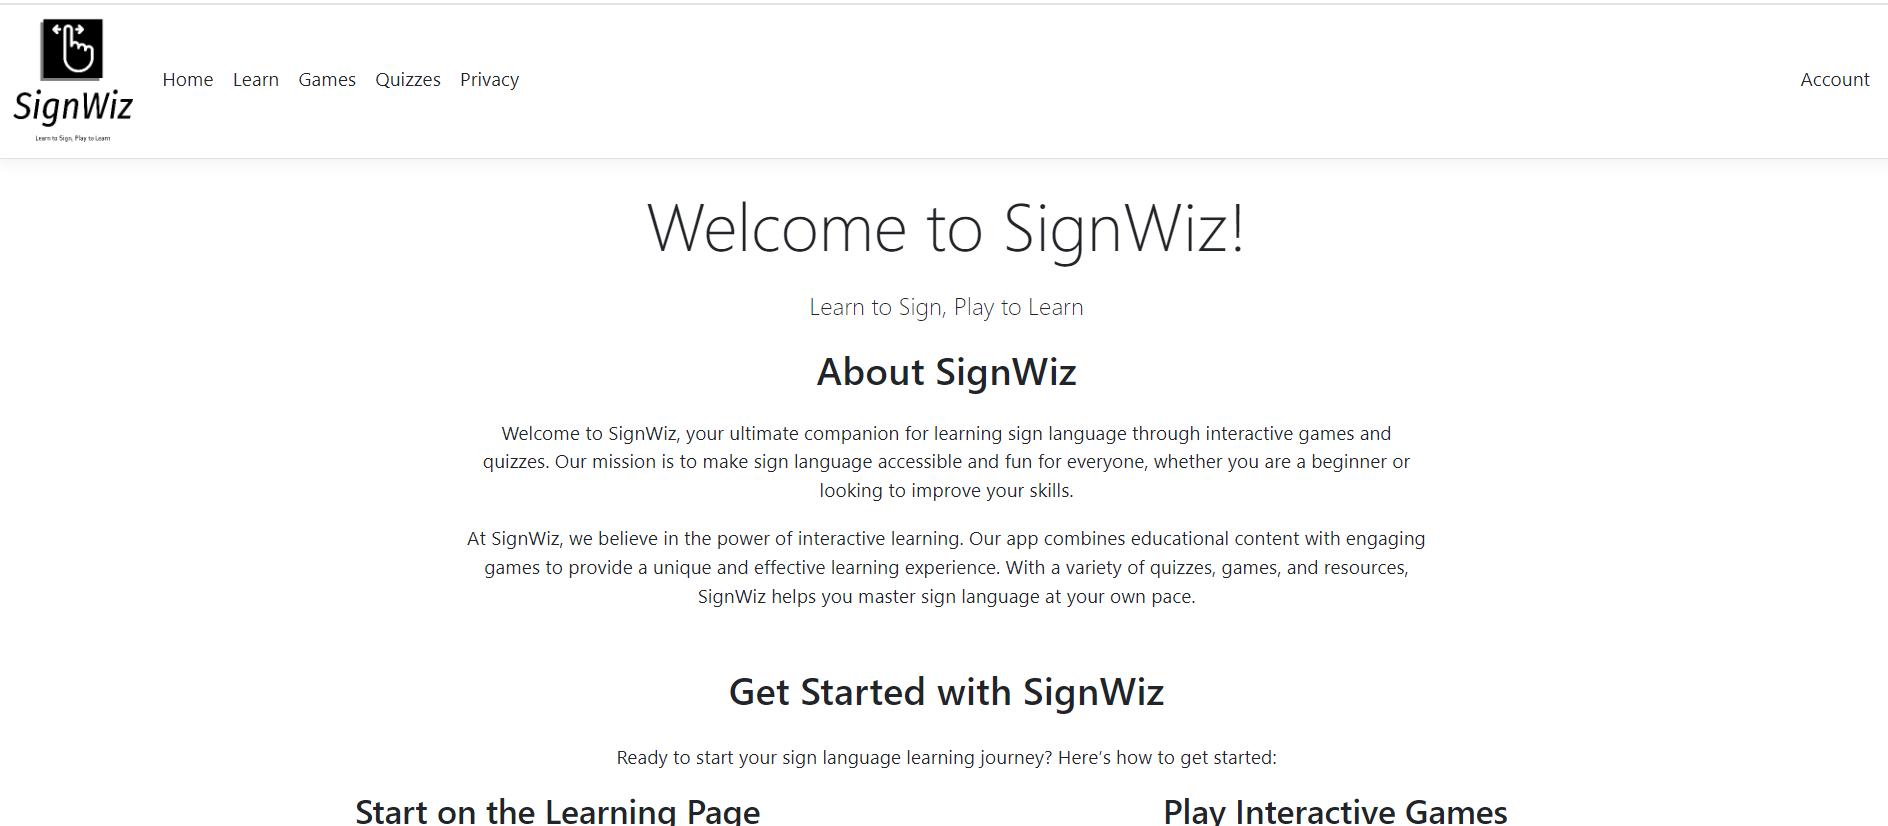 SignWiz
Learn to Sign, Play to Learn
Home Learn Games Quizzes Privacy Account
Welcome to SignWiz!
Learn to Sign, Play to Learn
About SignWiz
Welcome to SignWiz, your ultimate companion for learning sign language through interactive games and
quizzes. Our mission is to make sign language accessible and fun for everyone, whether you are a beginner or
looking to improve your skills.
At SignWiz, we believe in the power of interactive learning. Our app combines educational content with engaging
games to provide a unique and effective learning experience. With a variety of quizzes, games, and resources,
SignWiz helps you master sign language at your own pace.
Get Started with SignWiz
Ready to start your sign language learning journey? Here’s how to get started:
Start on the Learning Page
Play Interactive Games